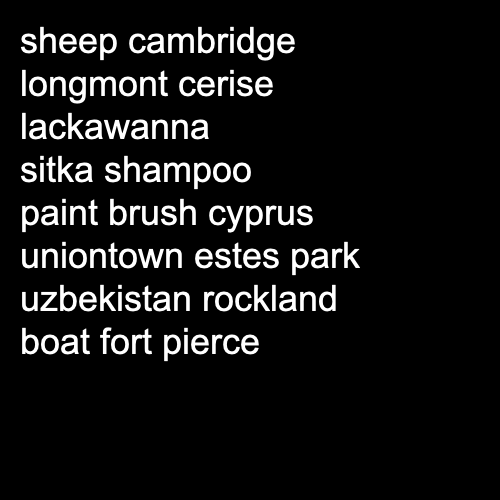 sheep cambridge
longmont cerise
lackawanna
sitka shampoo
paint brush cyprus
uniontown estes park
uzbekistan rockland
boat fort pierce